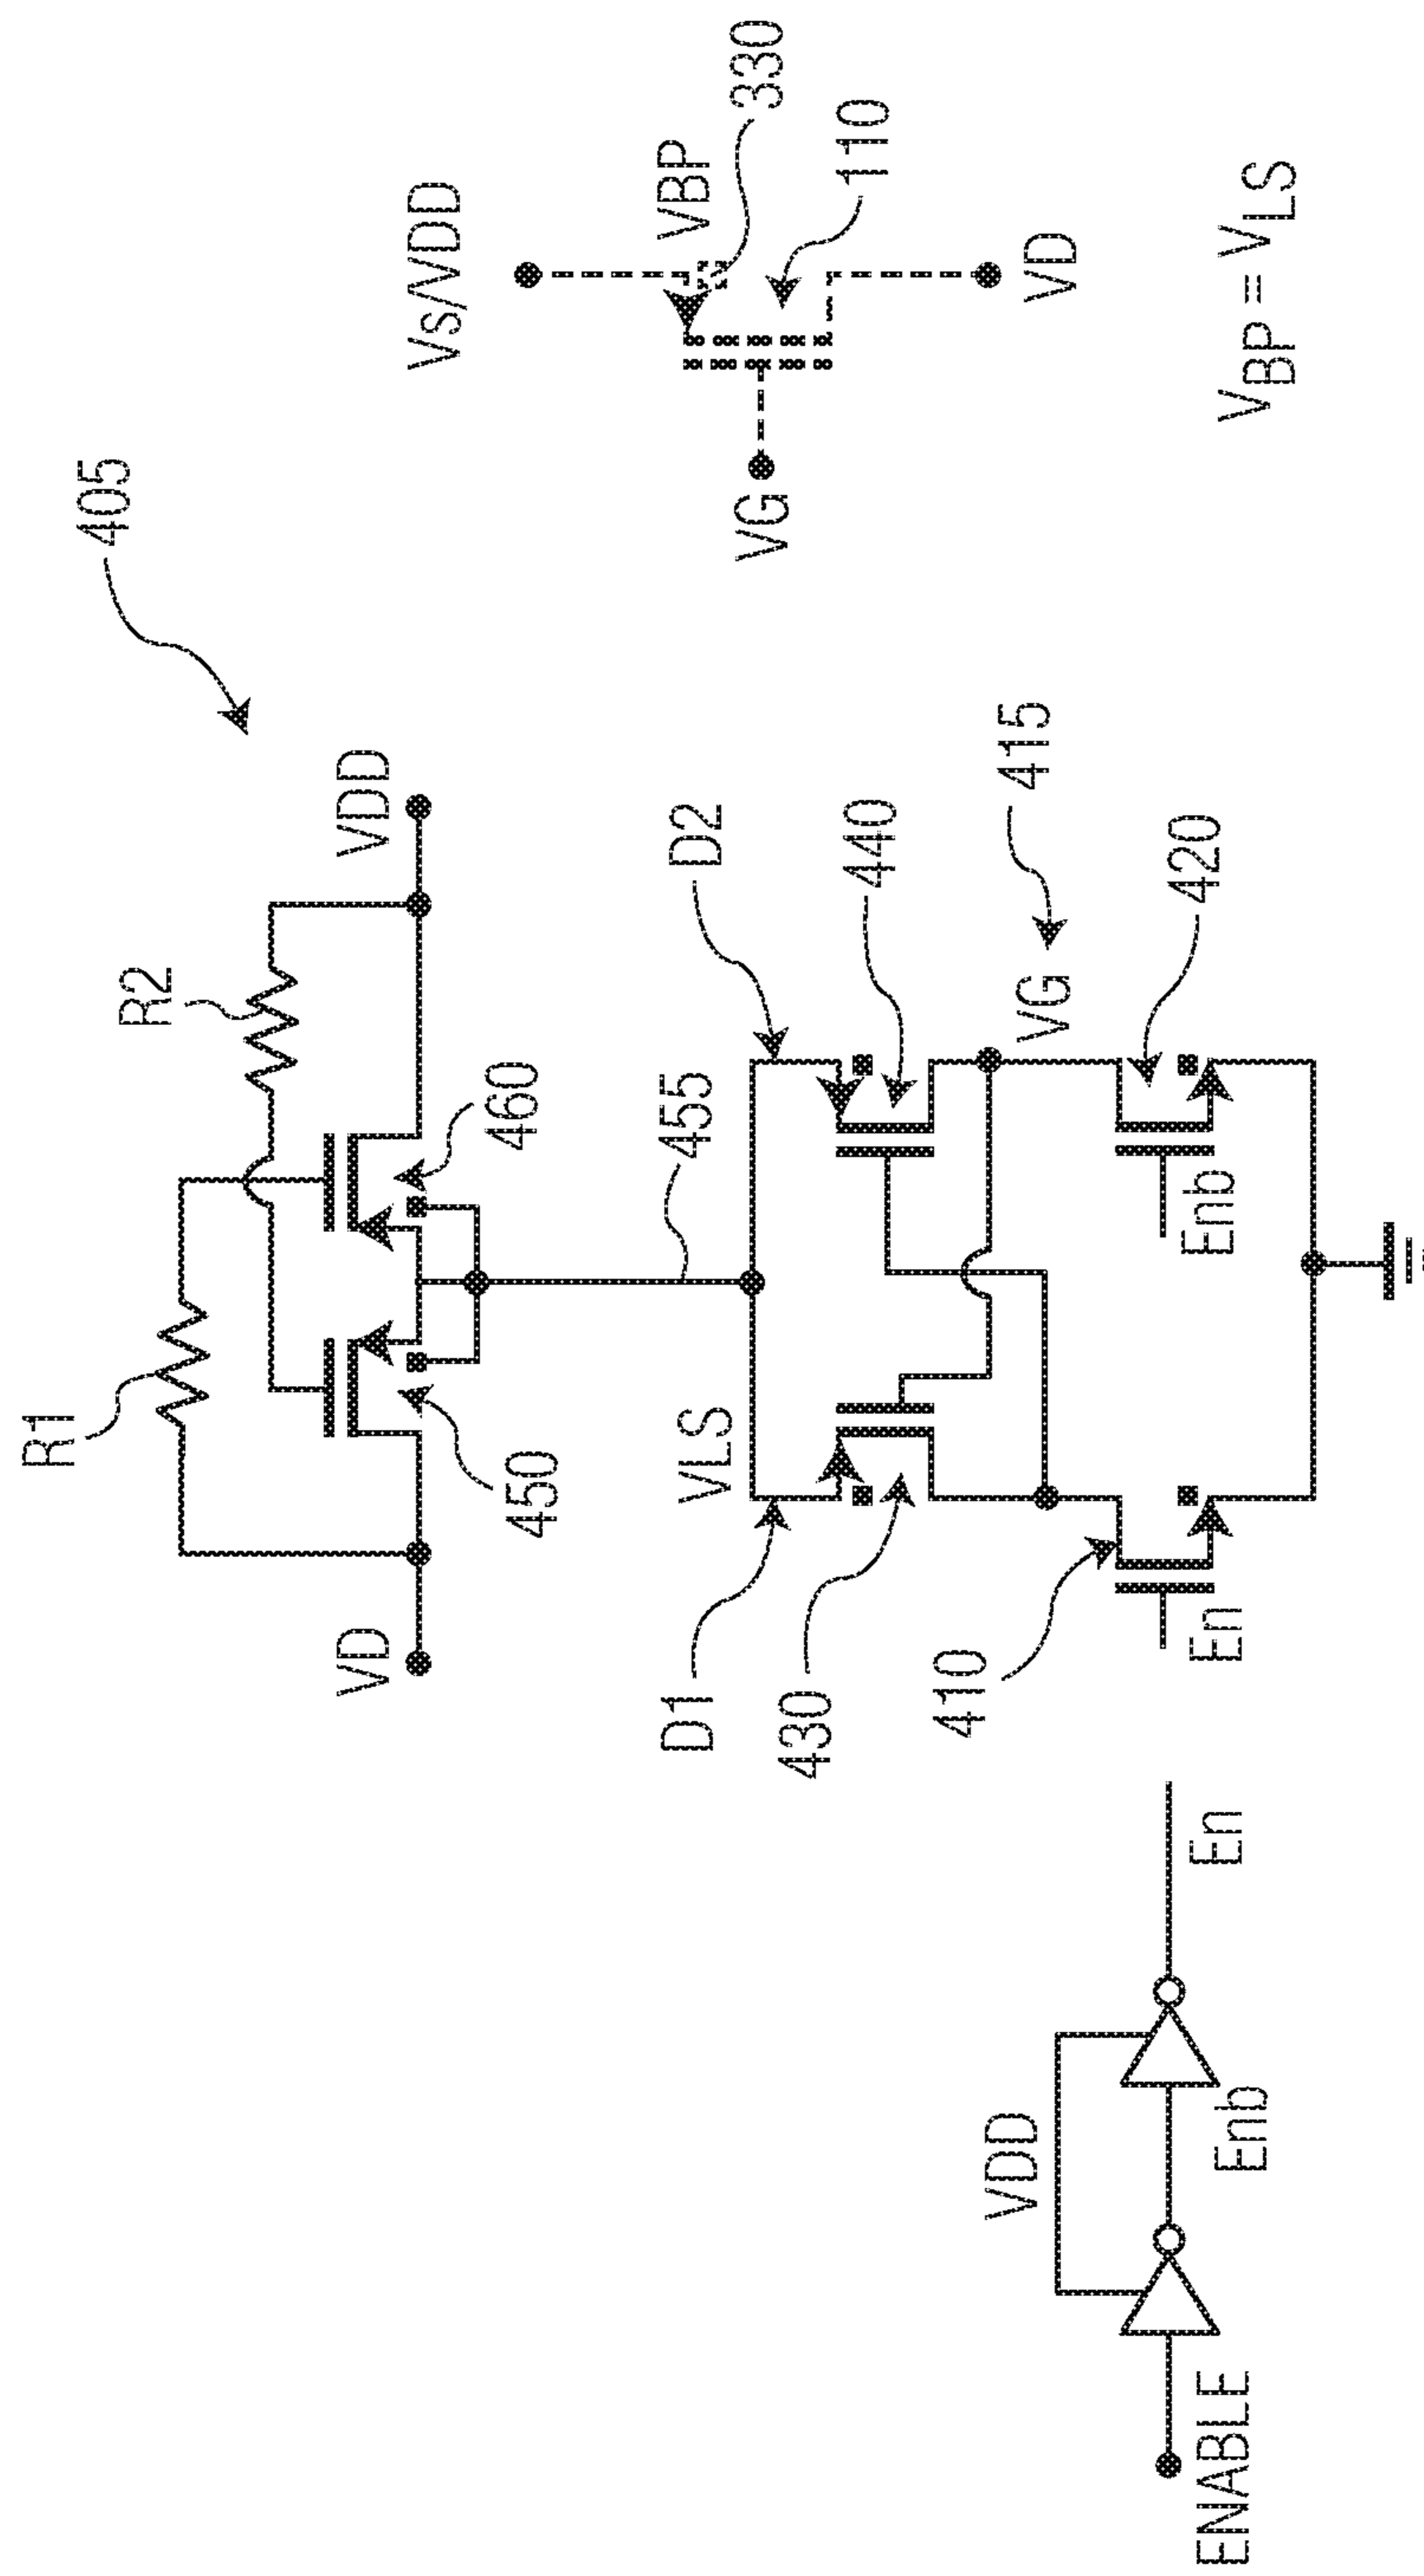 405
R1
R2
VD
VDD
450
460
455
VLS
D1
D2
430
440
VG
415
410
420
En
Enb
ENABLE
VDD
Enb
En
Vs/VDD
VBP
330
VG
110
VD
VBP = VLS